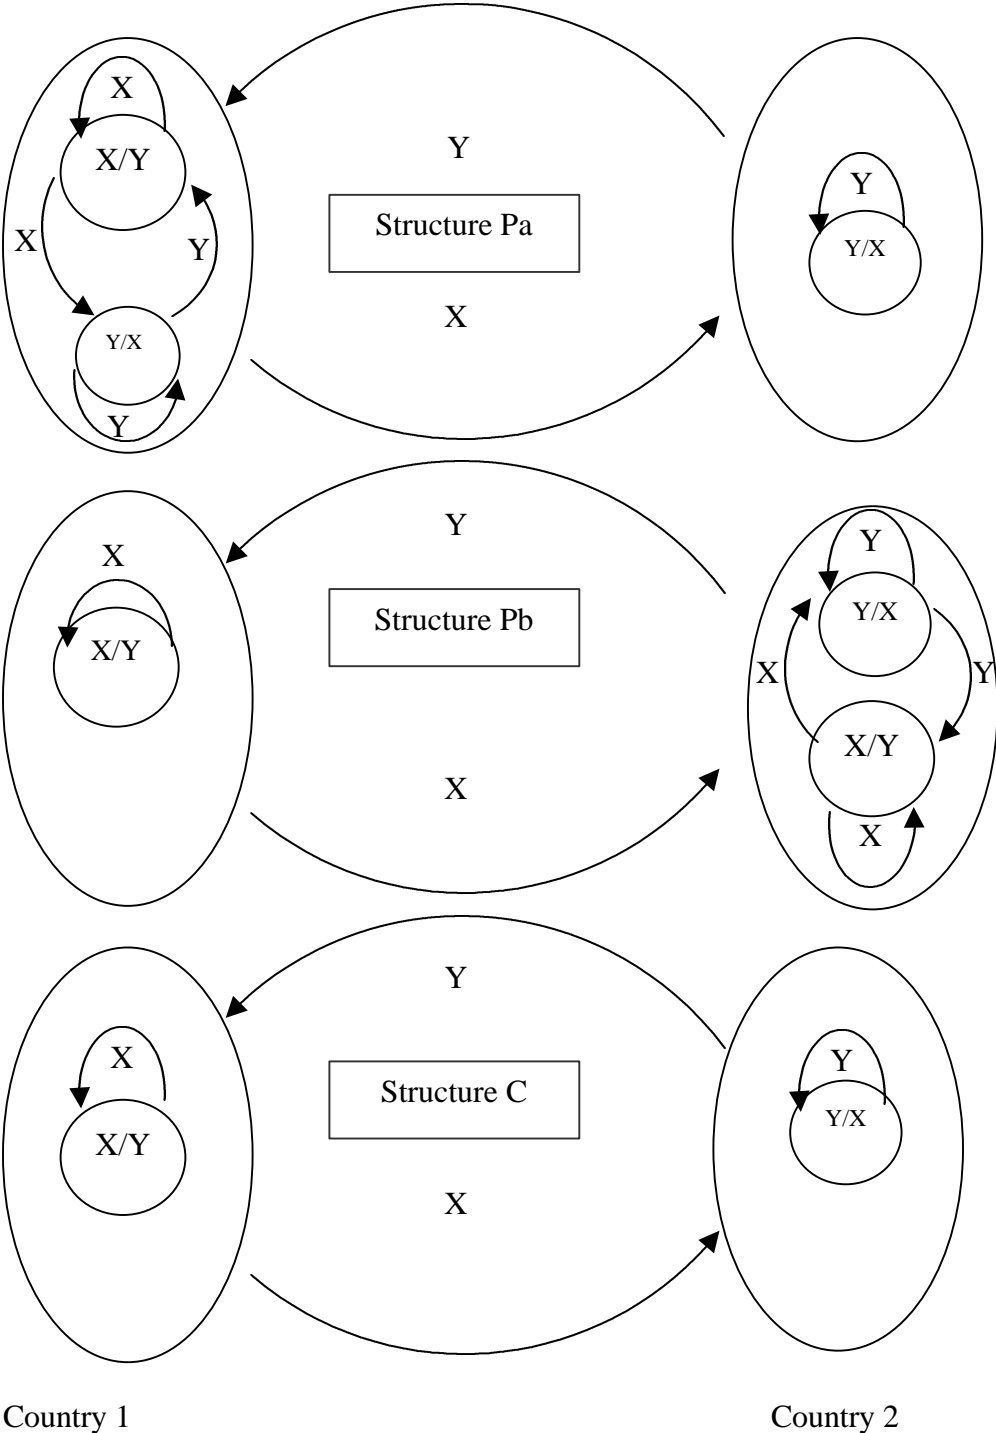 X
Y
X/Y
Y
Structure Pa
Y/X
X
Y
X
Y/X
Y
Y
Y
X
Structure Pb
Y/X
X/Y
X
Y
X/Y
X
X
Y
X
Y
Structure C
X/Y
Y/X
X
Country 1
Country 2